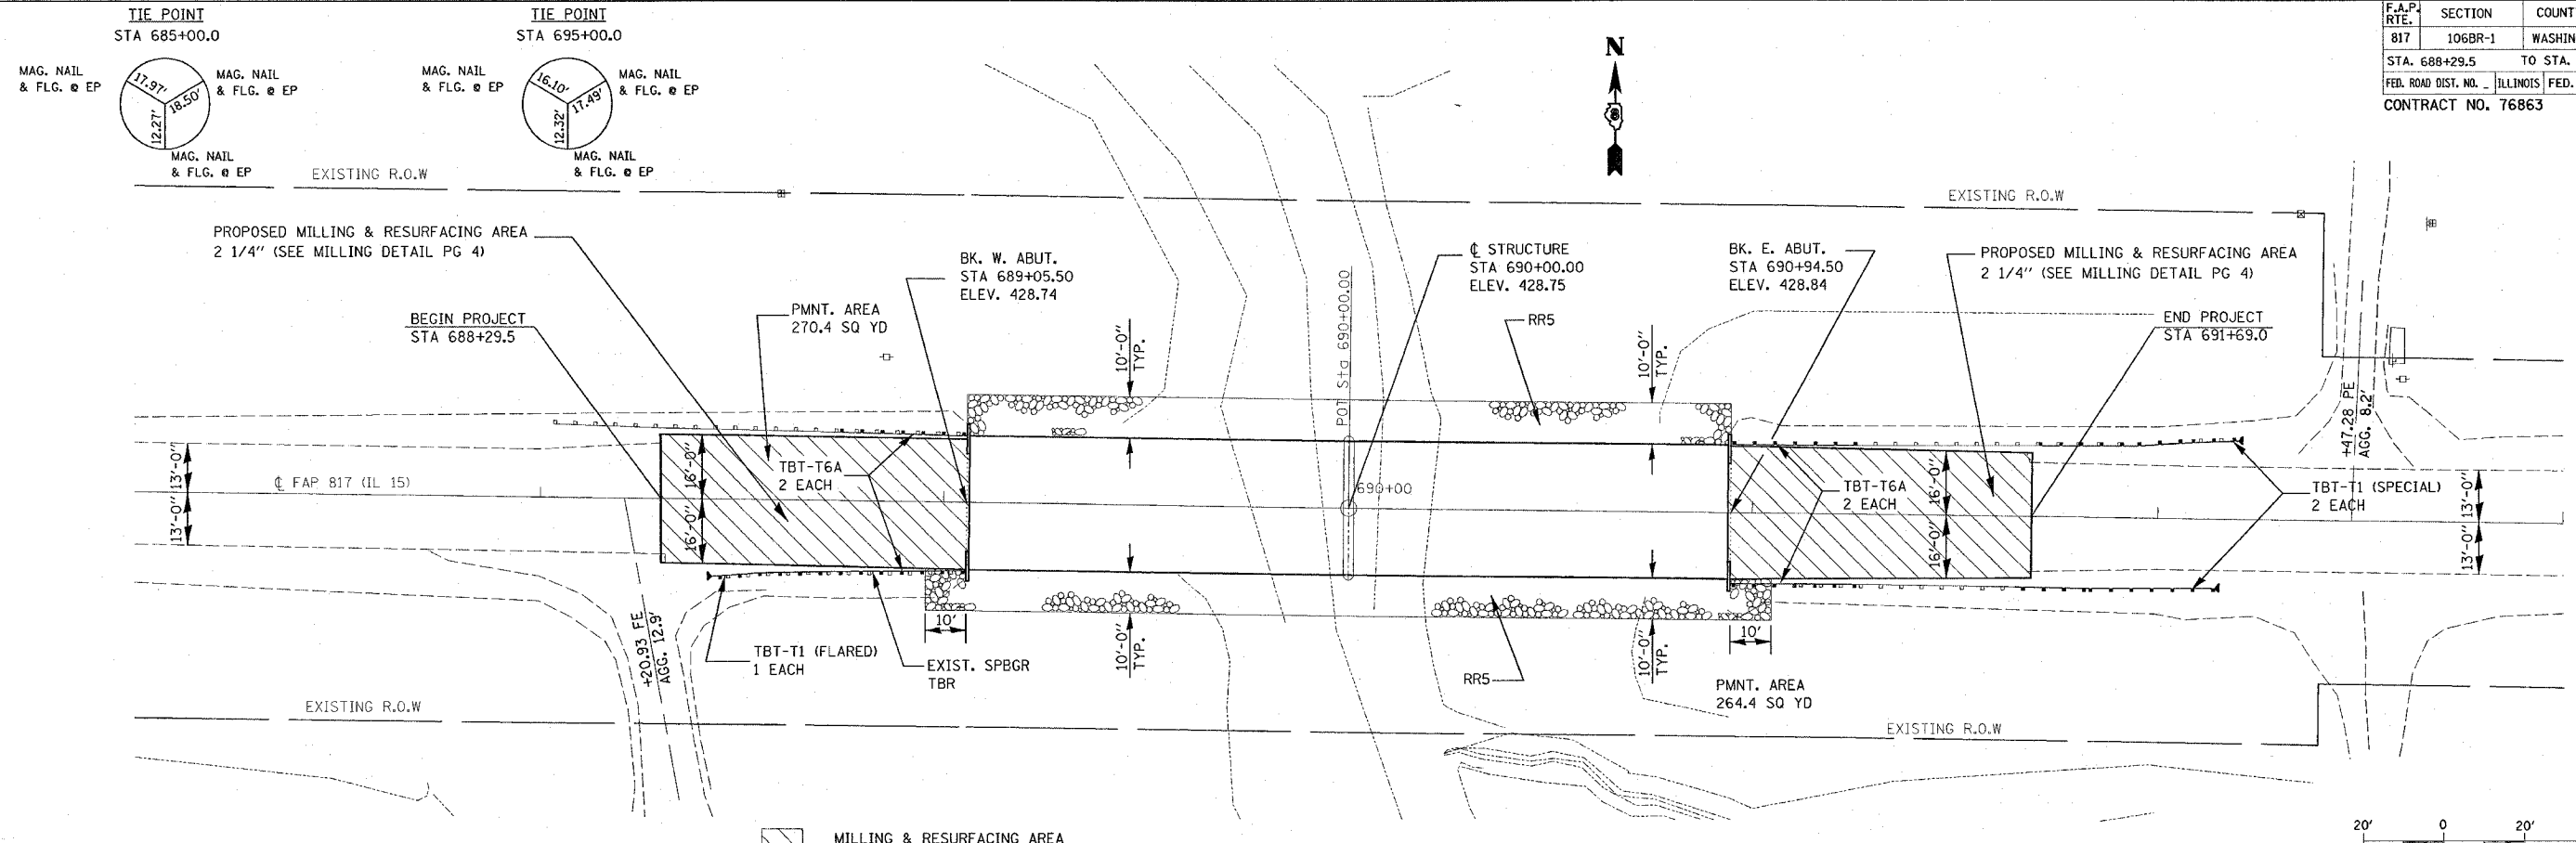 TIE POINT
STA 685+00.0
MAG. NAIL
& FLG. @ EP
17.97'
18.50'
12.27'
MAG. NAIL
& FLG. @ EP
MAG. NAIL
& FLG. @ EP
TIE POINT
STA 695+00.0
MAG. NAIL
& FLG. @ EP
16.10'
17.49'
12.32'
MAG. NAIL
& FLG. @ EP
MAG. NAIL
& FLG. @ EP
N
F.A.P. RTE.
SECTION
COUNT
817
106BR-1
WASHIN
STA. 688+29.5
TO STA.
FED. ROAD DIST. NO. _
ILLINOIS
FED.
CONTRACT NO. 76863
EXISTING R.O.W
EXISTING R.O.W
PROPOSED MILLING & RESURFACING AREA
2 1/4" (SEE MILLING DETAIL PG 4)
BK. W. ABUT.
STA 689+05.50
ELEV. 428.74
℄ STRUCTURE
STA 690+00.00
ELEV. 428.75
BK. E. ABUT.
STA 690+94.50
ELEV. 428.84
PROPOSED MILLING & RESURFACING AREA
2 1/4" (SEE MILLING DETAIL PG 4)
BEGIN PROJECT
STA 688+29.5
PMNT. AREA
270.4 SQ YD
10'-0"
TYP.
POT Sta 690+00.00
RR5
10'-0"
TYP.
END PROJECT
STA 691+69.0
+47.28 PE
AGG. 8.2'
13'-0"
13'-0"
℄ FAP 817 (IL 15)
16'-0"
16'-0"
TBT-T6A
2 EACH
690+00
TBT-T6A
2 EACH
16'-0"
16'-0"
TBT-T1 (SPECIAL)
2 EACH
13'-0"
13'-0"
+20.93 FE
AGG. 12.9'
TBT-T1 (FLARED)
1 EACH
EXIST. SPBGR
TBR
10'
10'-0"
TYP.
RR5
10'-0"
TYP.
10'
PMNT. AREA
264.4 SQ YD
EXISTING R.O.W
EXISTING R.O.W
MILLING & RESURFACING AREA
20'
0
20'